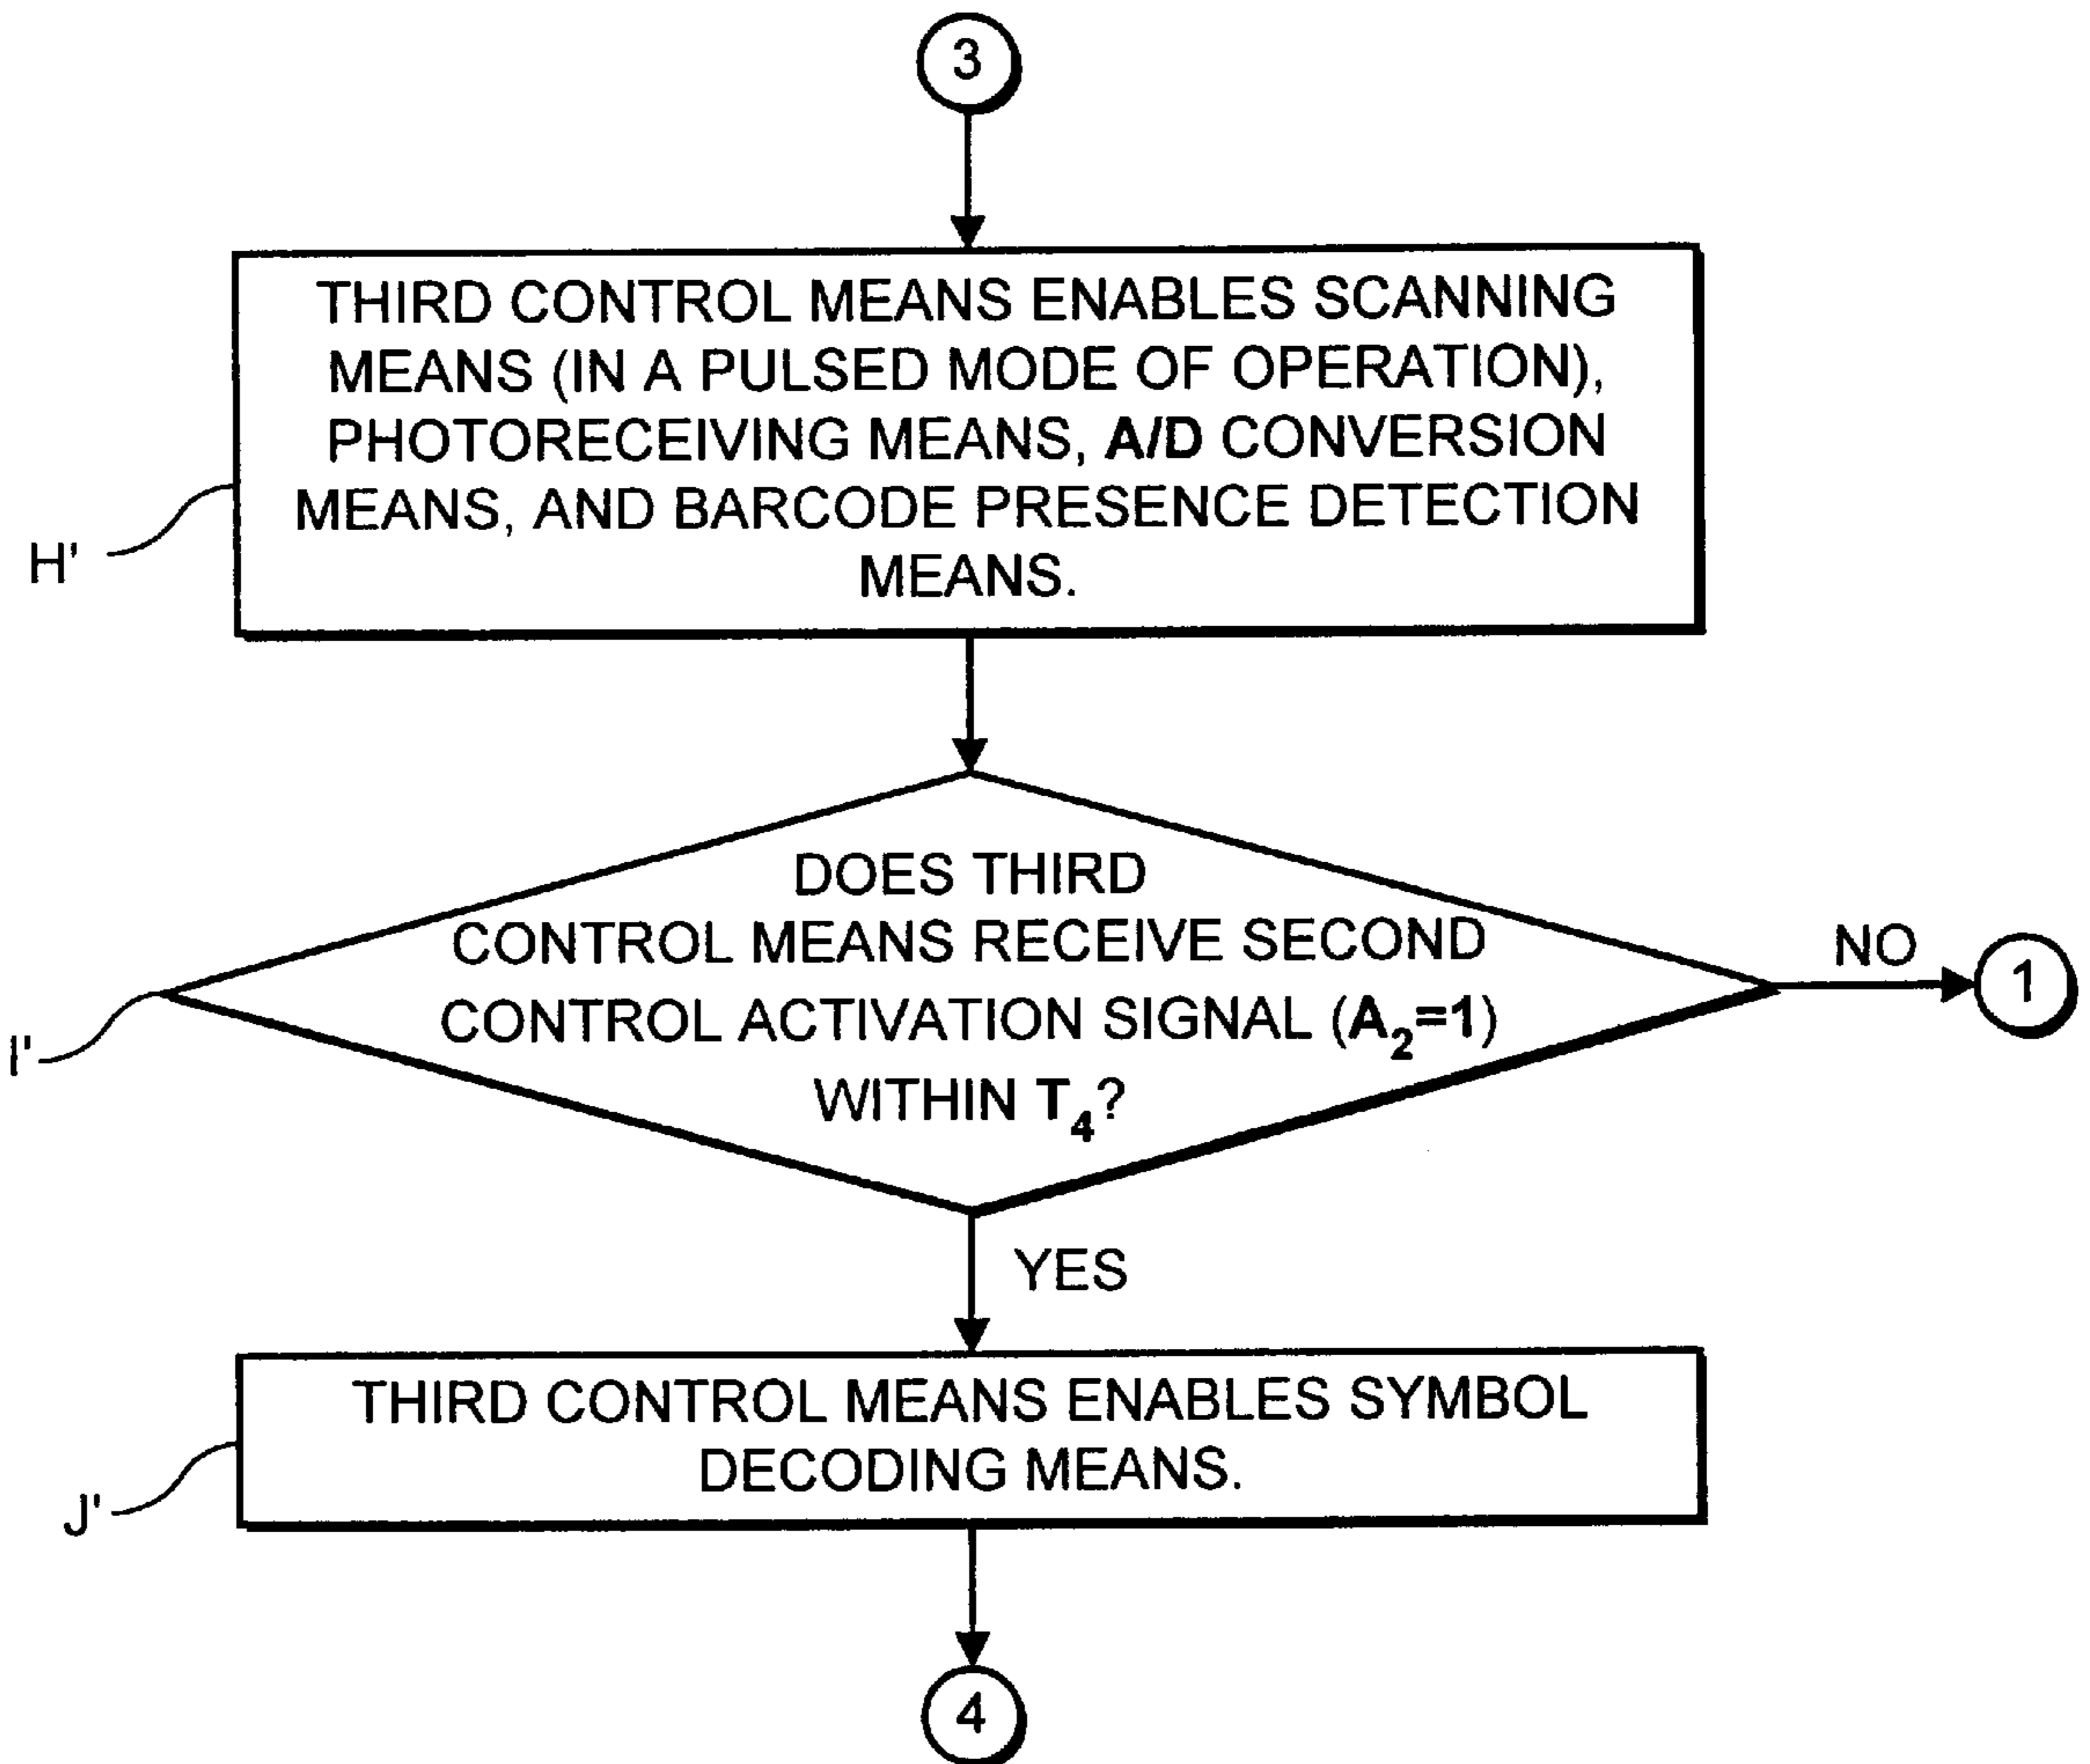 3
THIRD CONTROL MEANS ENABLES SCANNING
MEANS (IN A PULSED MODE OF OPERATION),
PHOTORECEIVING MEANS, A/D CONVERSION
MEANS, AND BARCODE PRESENCE DETECTION
MEANS.
H'
DOES THIRD
CONTROL MEANS RECEIVE SECOND
CONTROL ACTIVATION SIGNAL (A₂=1)
WITHIN T₄?
I'
NO
1
YES
THIRD CONTROL MEANS ENABLES SYMBOL
DECODING MEANS.
J'
4